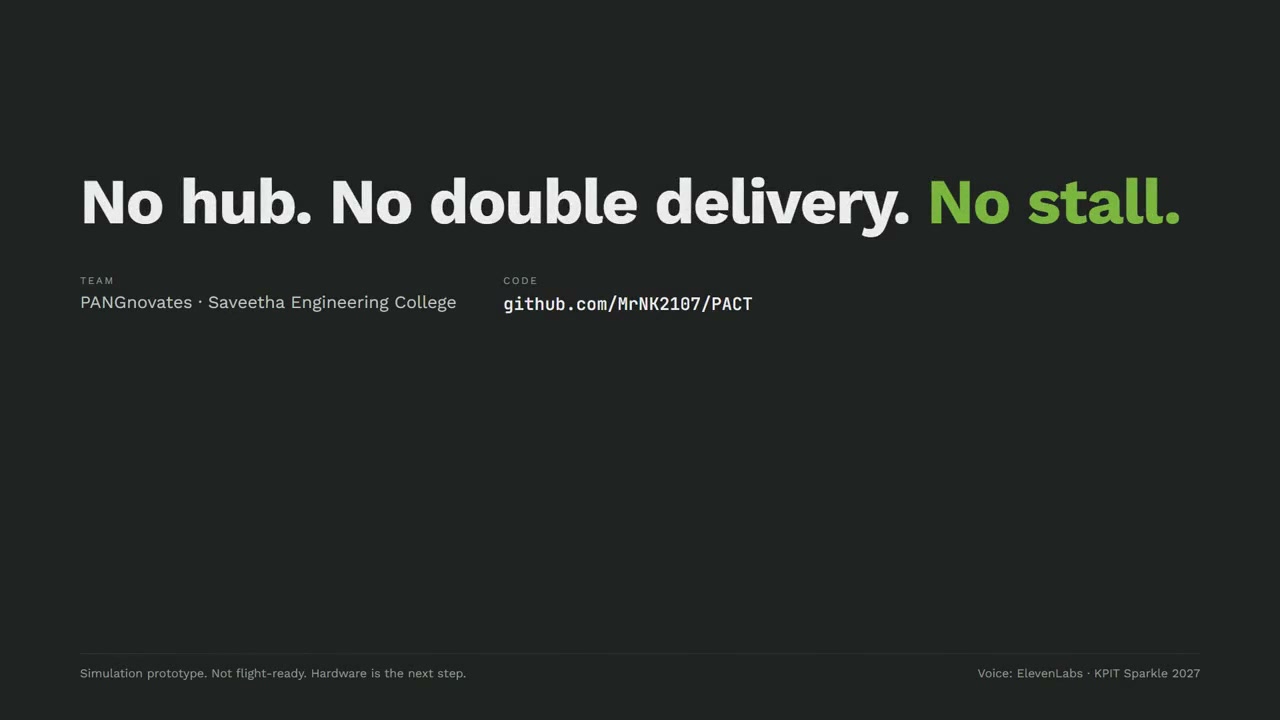 No hub. No double delivery. No stall.
TEAM
PANGnovates · Saveetha Engineering College
CODE
github.com/MrNK2107/PACT
Simulation prototype. Not flight-ready. Hardware is the next step.
Voice: ElevenLabs · KPIT Sparkle 2027